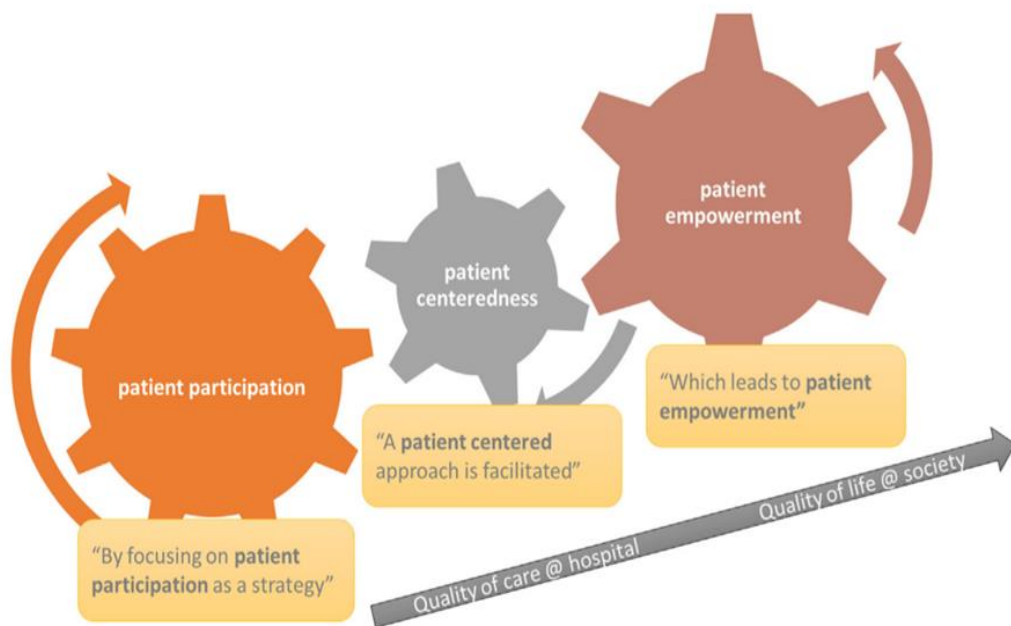 patient participation
"By focusing on patient
participation as a strategy"
patient
centeredness
"A patient centered
approach is facilitated"
patient
empowerment
"Which leads to patient
empowerment"
Quality of care @ hospital
Quality of life @ society